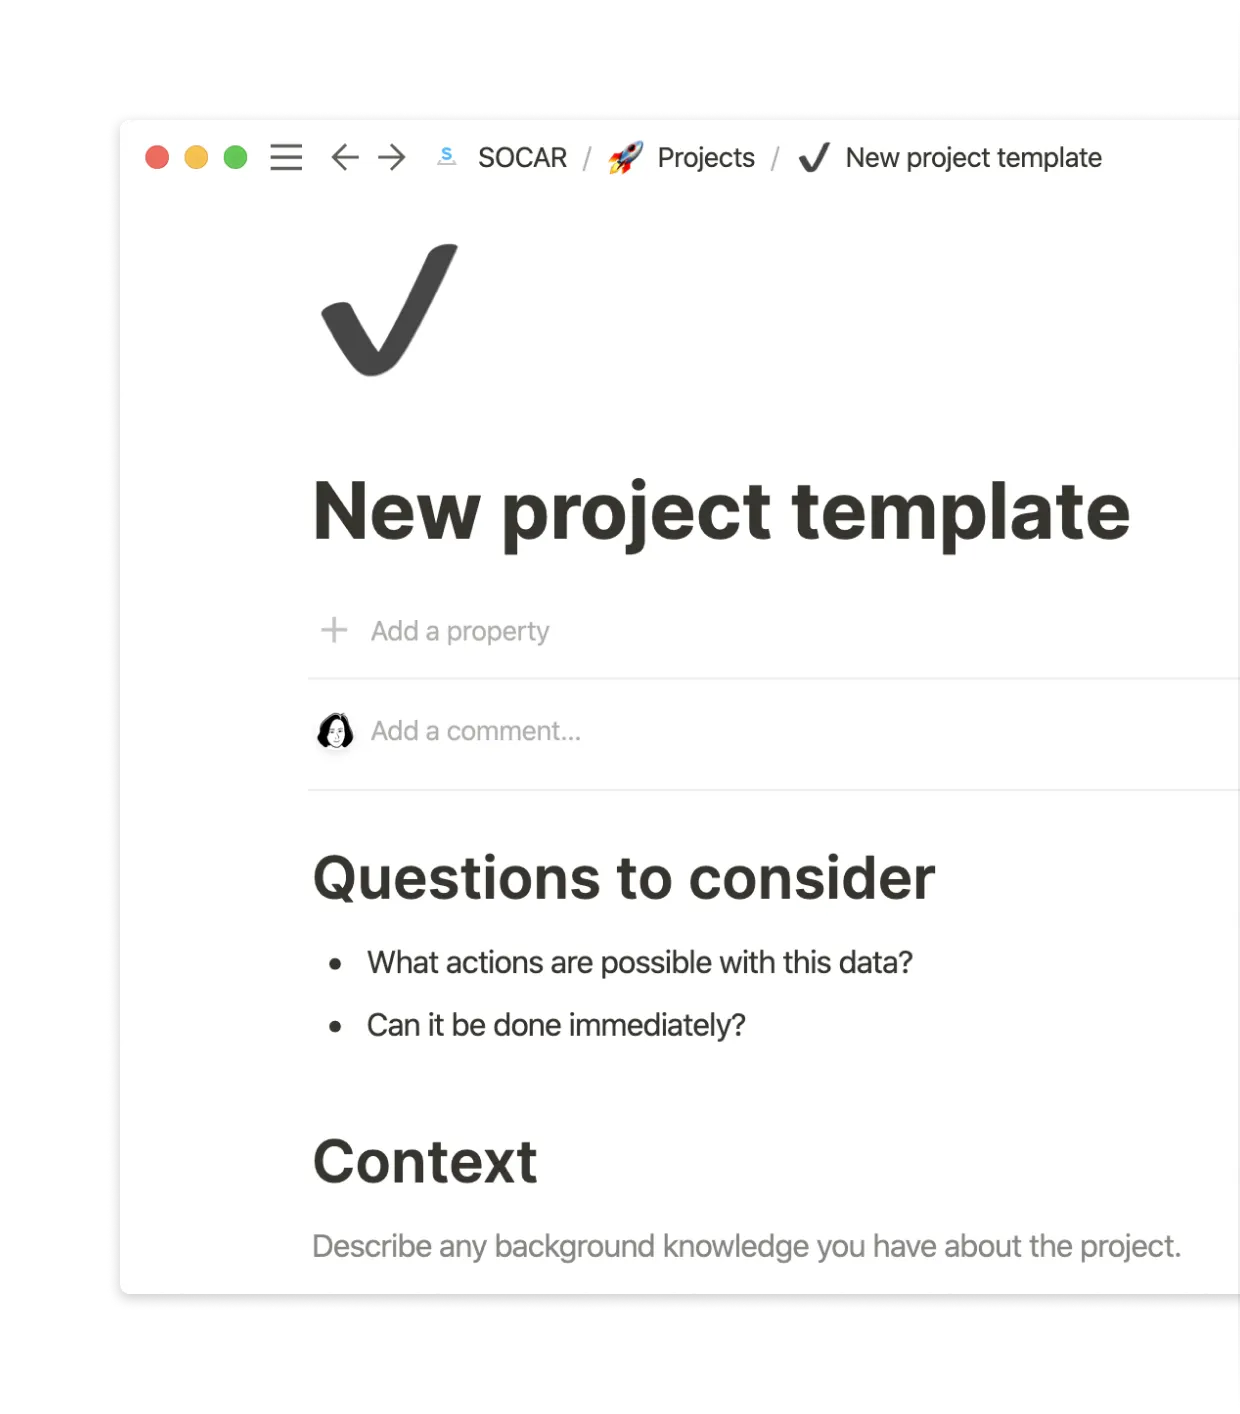 S SOCAR / Projects / New project template
New project template
Add a property
Add a comment...
Questions to consider
• What actions are possible with this data?
• Can it be done immediately?
Context
Describe any background knowledge you have about the project.